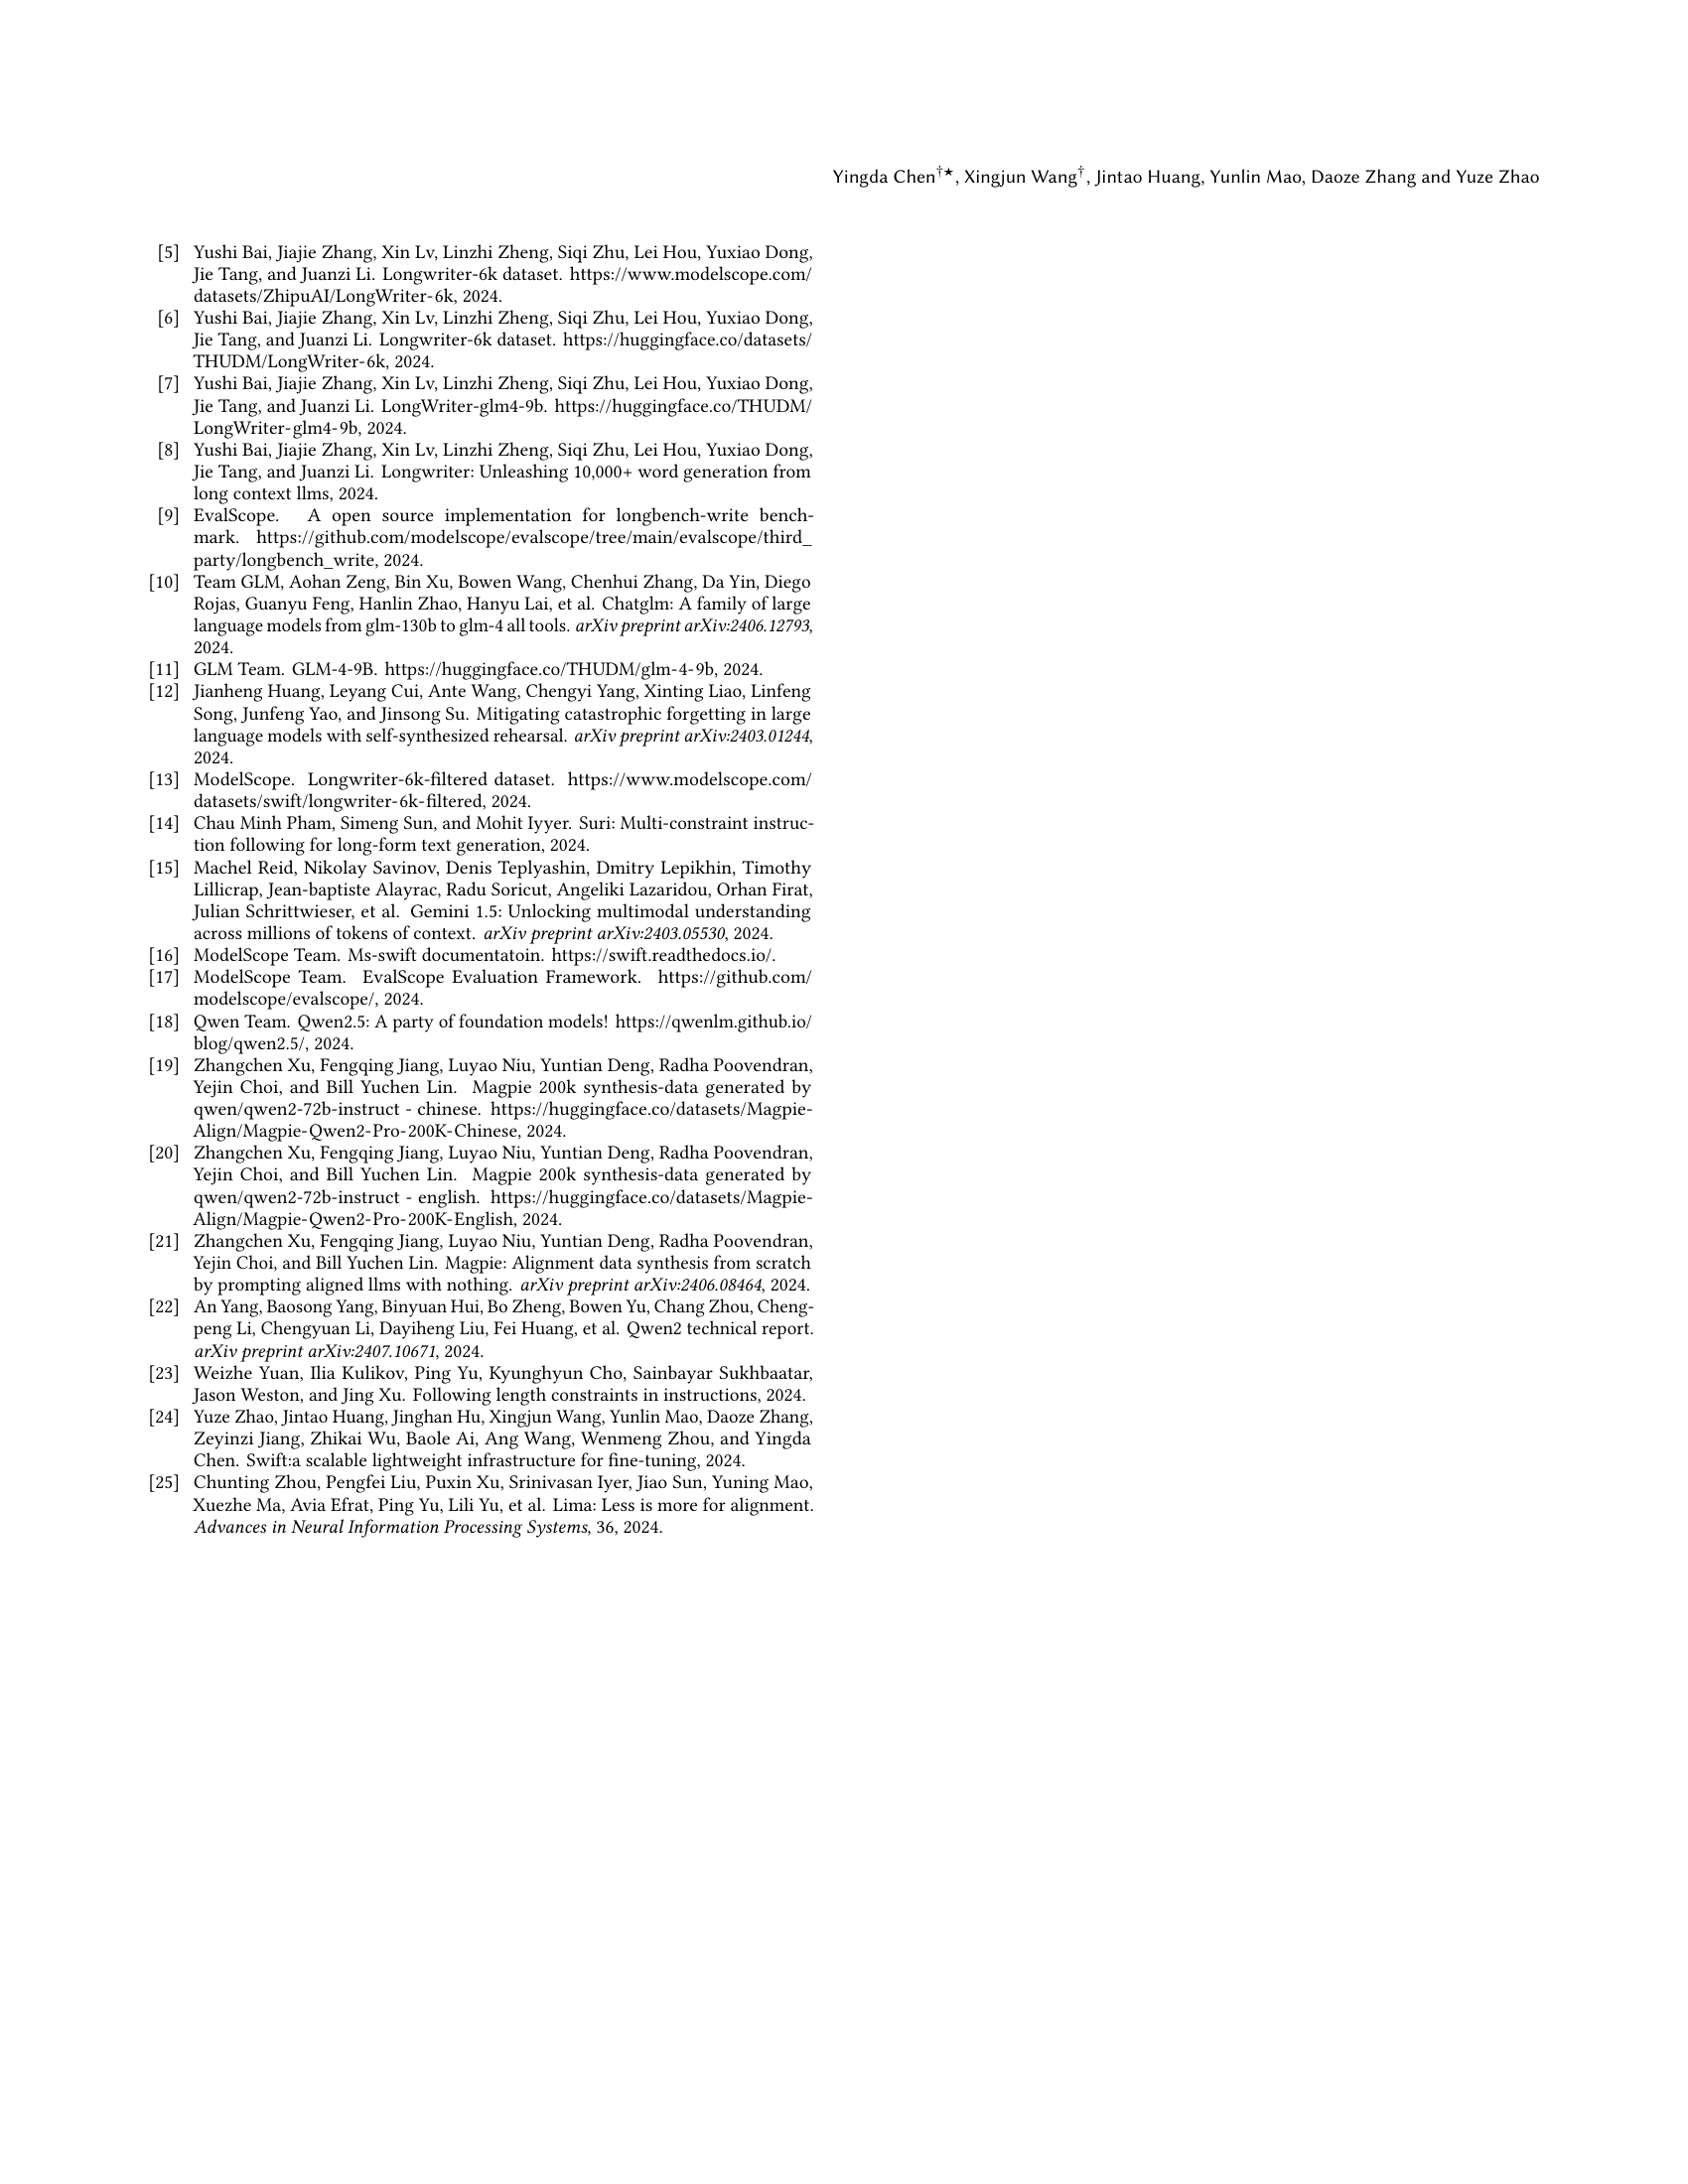 Yingda Chen†★, Xingjun Wang†, Jintao Huang, Yunlin Mao, Daoze Zhang and Yuze Zhao
[5] Yushi Bai, Jiajie Zhang, Xin Lv, Linzhi Zheng, Siqi Zhu, Lei Hou, Yuxiao Dong,
Jie Tang, and Juanzi Li. Longwriter-6k dataset. https://www.modelscope.com/
datasets/ZhipuAI/LongWriter-6k, 2024.
[6] Yushi Bai, Jiajie Zhang, Xin Lv, Linzhi Zheng, Siqi Zhu, Lei Hou, Yuxiao Dong,
Jie Tang, and Juanzi Li. Longwriter-6k dataset. https://huggingface.co/datasets/
THUDM/LongWriter-6k, 2024.
[7] Yushi Bai, Jiajie Zhang, Xin Lv, Linzhi Zheng, Siqi Zhu, Lei Hou, Yuxiao Dong,
Jie Tang, and Juanzi Li. LongWriter-glm4-9b. https://huggingface.co/THUDM/
LongWriter-glm4-9b, 2024.
[8] Yushi Bai, Jiajie Zhang, Xin Lv, Linzhi Zheng, Siqi Zhu, Lei Hou, Yuxiao Dong,
Jie Tang, and Juanzi Li. Longwriter: Unleashing 10,000+ word generation from
long context llms, 2024.
[9] EvalScope. A open source implementation for longbench-write bench-
mark. https://github.com/modelscope/evalscope/tree/main/evalscope/third_
party/longbench_write, 2024.
[10] Team GLM, Aohan Zeng, Bin Xu, Bowen Wang, Chenhui Zhang, Da Yin, Diego
Rojas, Guanyu Feng, Hanlin Zhao, Hanyu Lai, et al. Chatglm: A family of large
language models from glm-130b to glm-4 all tools. arXiv preprint arXiv:2406.12793,
2024.
[11] GLM Team. GLM-4-9B. https://huggingface.co/THUDM/glm-4-9b, 2024.
[12] Jianheng Huang, Leyang Cui, Ante Wang, Chengyi Yang, Xinting Liao, Linfeng
Song, Junfeng Yao, and Jinsong Su. Mitigating catastrophic forgetting in large
language models with self-synthesized rehearsal. arXiv preprint arXiv:2403.01244,
2024.
[13] ModelScope. Longwriter-6k-filtered dataset. https://www.modelscope.com/
datasets/swift/longwriter-6k-filtered, 2024.
[14] Chau Minh Pham, Simeng Sun, and Mohit Iyyer. Suri: Multi-constraint instruc-
tion following for long-form text generation, 2024.
[15] Machel Reid, Nikolay Savinov, Denis Teplyashin, Dmitry Lepikhin, Timothy
Lillicrap, Jean-baptiste Alayrac, Radu Soricut, Angeliki Lazaridou, Orhan Firat,
Julian Schrittwieser, et al. Gemini 1.5: Unlocking multimodal understanding
across millions of tokens of context. arXiv preprint arXiv:2403.05530, 2024.
[16] ModelScope Team. Ms-swift documentatoin. https://swift.readthedocs.io/.
[17] ModelScope Team. EvalScope Evaluation Framework. https://github.com/
modelscope/evalscope/, 2024.
[18] Qwen Team. Qwen2.5: A party of foundation models! https://qwenlm.github.io/
blog/qwen2.5/, 2024.
[19] Zhangchen Xu, Fengqing Jiang, Luyao Niu, Yuntian Deng, Radha Poovendran,
Yejin Choi, and Bill Yuchen Lin. Magpie 200k synthesis-data generated by
qwen/qwen2-72b-instruct - chinese. https://huggingface.co/datasets/Magpie-
Align/Magpie-Qwen2-Pro-200K-Chinese, 2024.
[20] Zhangchen Xu, Fengqing Jiang, Luyao Niu, Yuntian Deng, Radha Poovendran,
Yejin Choi, and Bill Yuchen Lin. Magpie 200k synthesis-data generated by
qwen/qwen2-72b-instruct - english. https://huggingface.co/datasets/Magpie-
Align/Magpie-Qwen2-Pro-200K-English, 2024.
[21] Zhangchen Xu, Fengqing Jiang, Luyao Niu, Yuntian Deng, Radha Poovendran,
Yejin Choi, and Bill Yuchen Lin. Magpie: Alignment data synthesis from scratch
by prompting aligned llms with nothing. arXiv preprint arXiv:2406.08464, 2024.
[22] An Yang, Baosong Yang, Binyuan Hui, Bo Zheng, Bowen Yu, Chang Zhou, Cheng-
peng Li, Chengyuan Li, Dayiheng Liu, Fei Huang, et al. Qwen2 technical report.
arXiv preprint arXiv:2407.10671, 2024.
[23] Weizhe Yuan, Ilia Kulikov, Ping Yu, Kyunghyun Cho, Sainbayar Sukhbaatar,
Jason Weston, and Jing Xu. Following length constraints in instructions, 2024.
[24] Yuze Zhao, Jintao Huang, Jinghan Hu, Xingjun Wang, Yunlin Mao, Daoze Zhang,
Zeyinzi Jiang, Zhikai Wu, Baole Ai, Ang Wang, Wenmeng Zhou, and Yingda
Chen. Swift:a scalable lightweight infrastructure for fine-tuning, 2024.
[25] Chunting Zhou, Pengfei Liu, Puxin Xu, Srinivasan Iyer, Jiao Sun, Yuning Mao,
Xuezhe Ma, Avia Efrat, Ping Yu, Lili Yu, et al. Lima: Less is more for alignment.
Advances in Neural Information Processing Systems, 36, 2024.